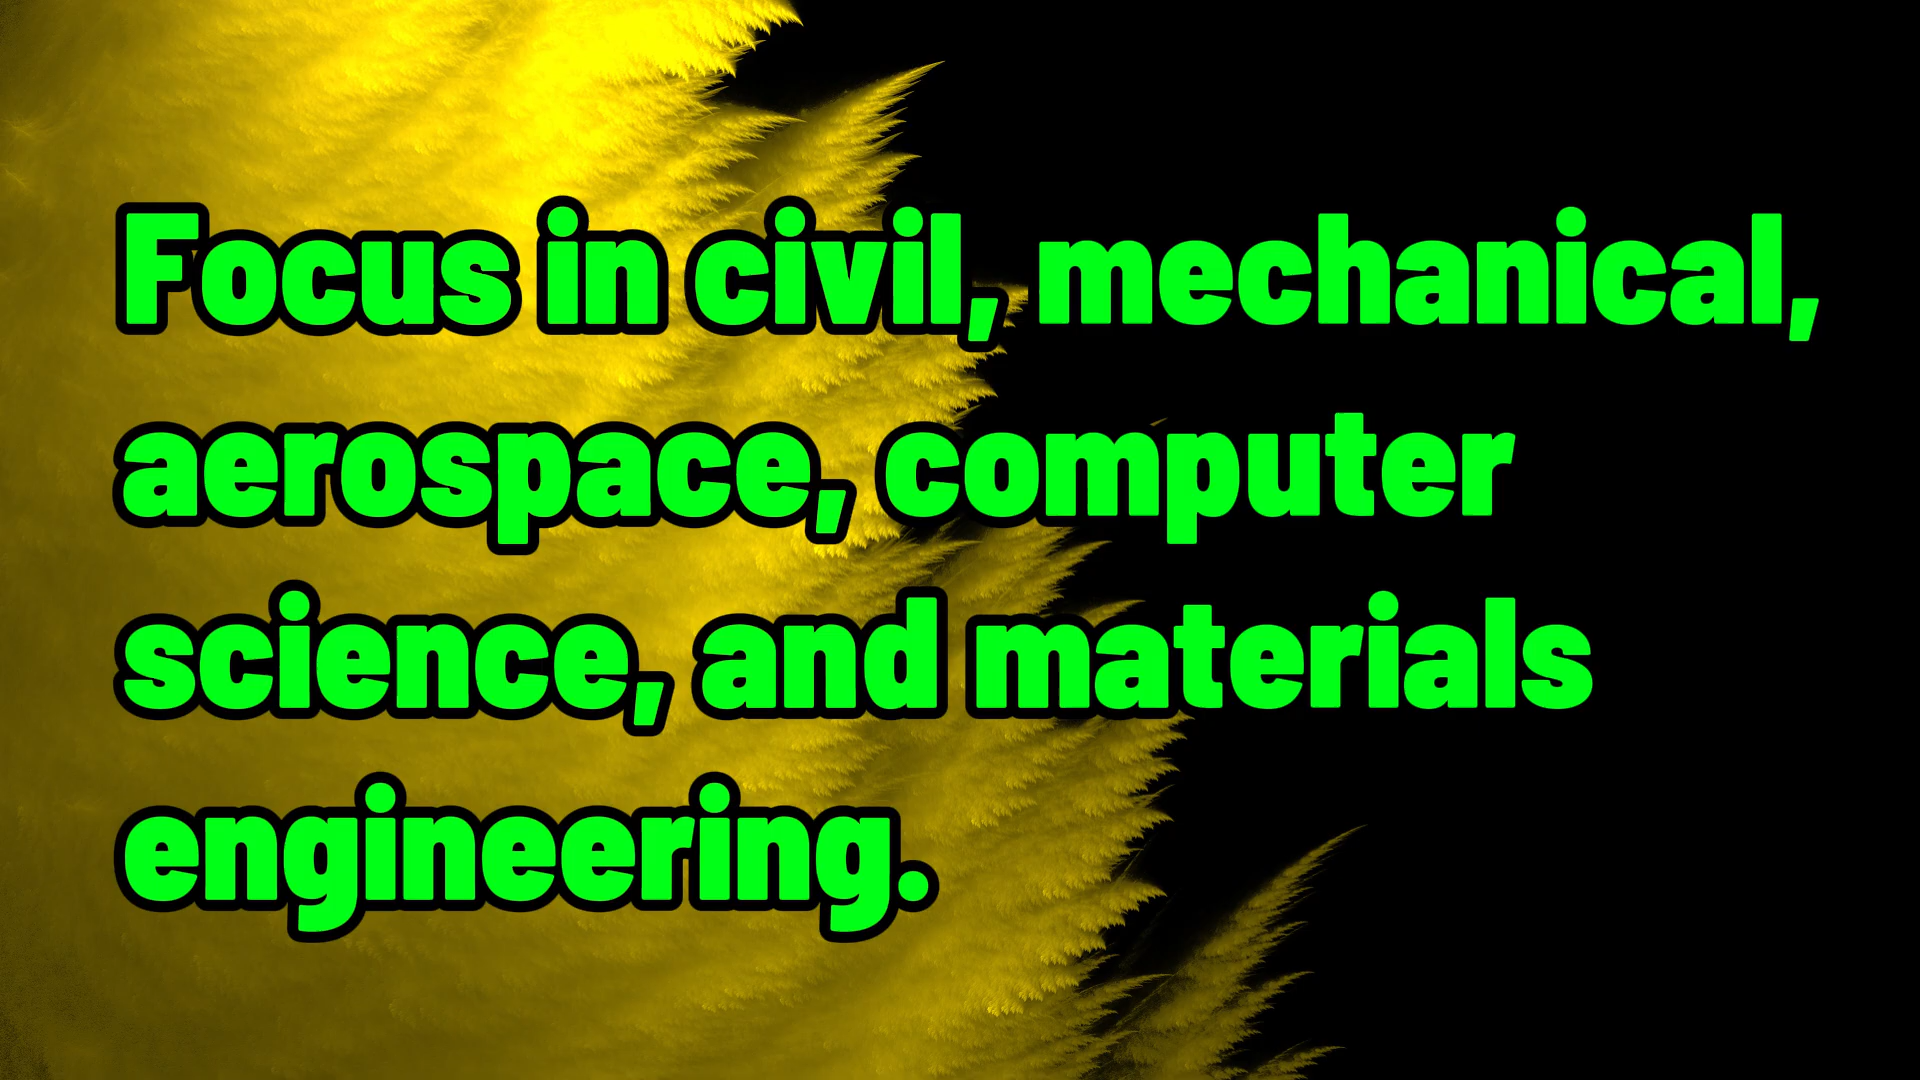 Focus in civil, mechanical,
aerospace, computer
science, and materials
engineering.